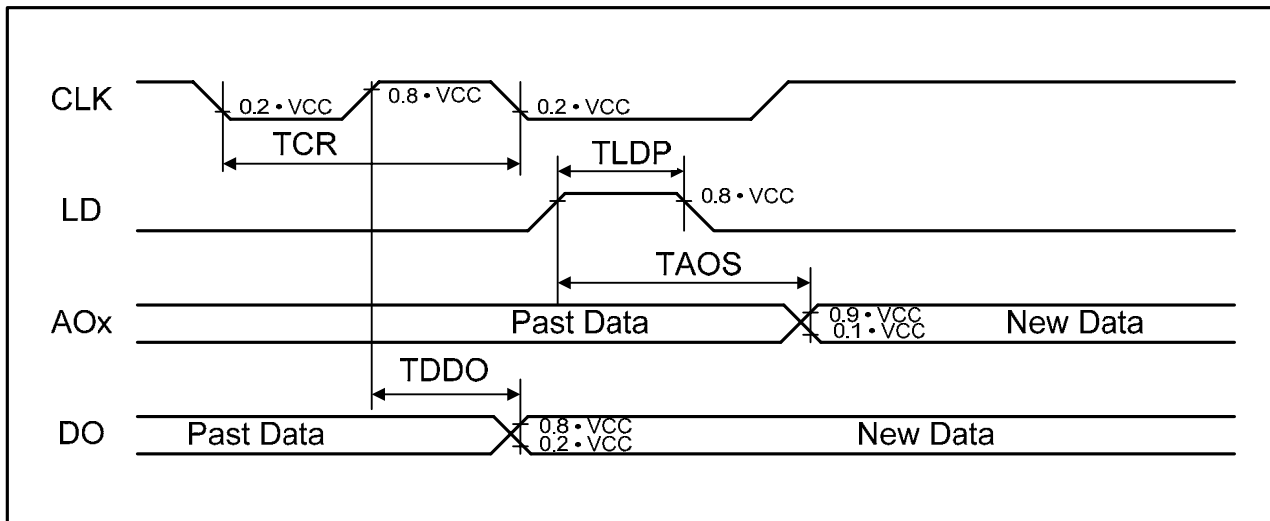 CLK
0.2・VCC
0.8・VCC
0.2・VCC
TCR
TLDP
LD
0.8・VCC
TAOS
AOx
Past Data
0.9・VCC
0.1・VCC
New Data
TDDO
DO
Past Data
0.8・VCC
0.2・VCC
New Data